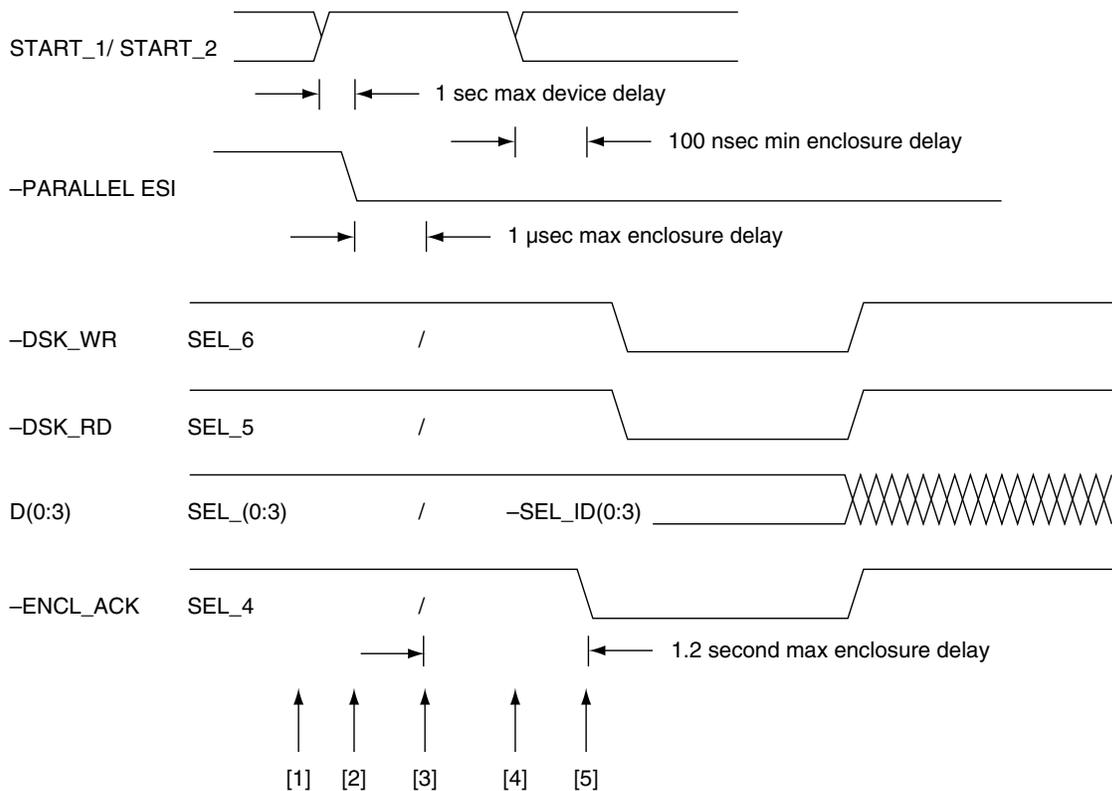 START_1/ START_2
1 sec max device delay
100 nsec min enclosure delay
–PARALLEL ESI
1 µsec max enclosure delay
–DSK_WR SEL_6 /
–DSK_RD SEL_5 /
D(0:3) SEL_(0:3) / –SEL_ID(0:3)
–ENCL_ACK SEL_4 /
1.2 second max enclosure delay
[1] [2] [3] [4] [5]